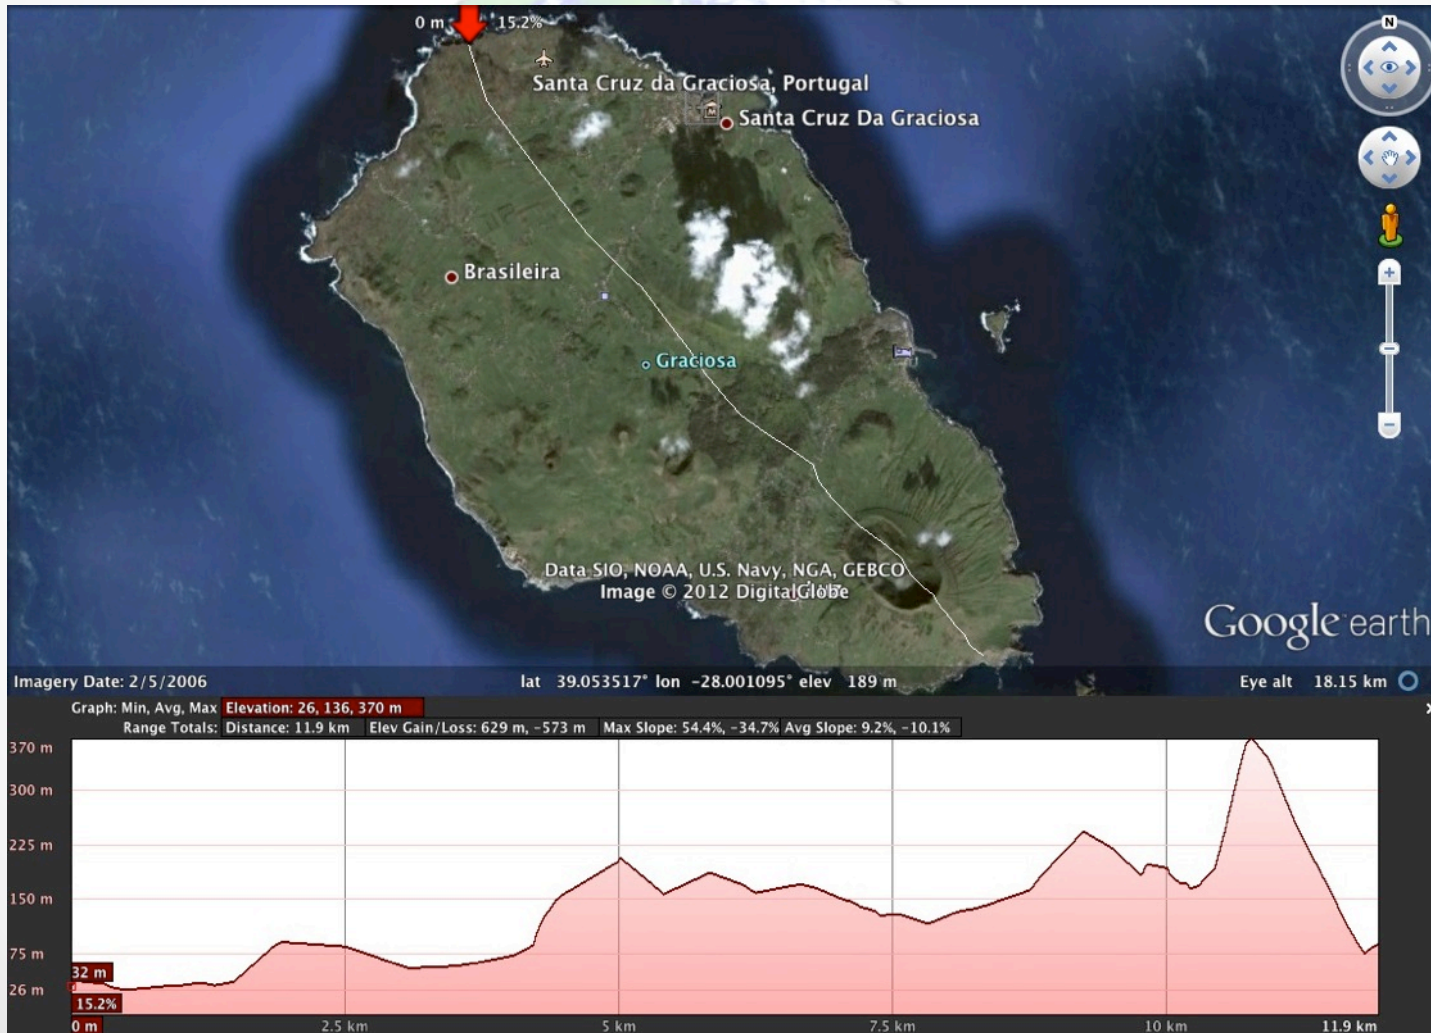 0 m 15.2%
N
Santa Cruz da Graciosa, Portugal
Santa Cruz Da Graciosa
Brasileira
Graciosa
Data SIO, NOAA, U.S. Navy, NGA, GEBCO
Image © 2012 DigitalGlobe
Google earth
Imagery Date: 2/5/2006 lat 39.053517° lon -28.001095° elev 189 m Eye alt 18.15 km
Graph: Min, Avg, Max Elevation: 26, 136, 370 m
Range Totals: Distance: 11.9 km Elev Gain/Loss: 629 m, -573 m Max Slope: 54.4%, -34.7% Avg Slope: 9.2%, -10.1%
370 m
300 m
225 m
150 m
75 m
32 m
26 m
15.2%
0 m 2.5 km 5 km 7.5 km 10 km 11.9 km